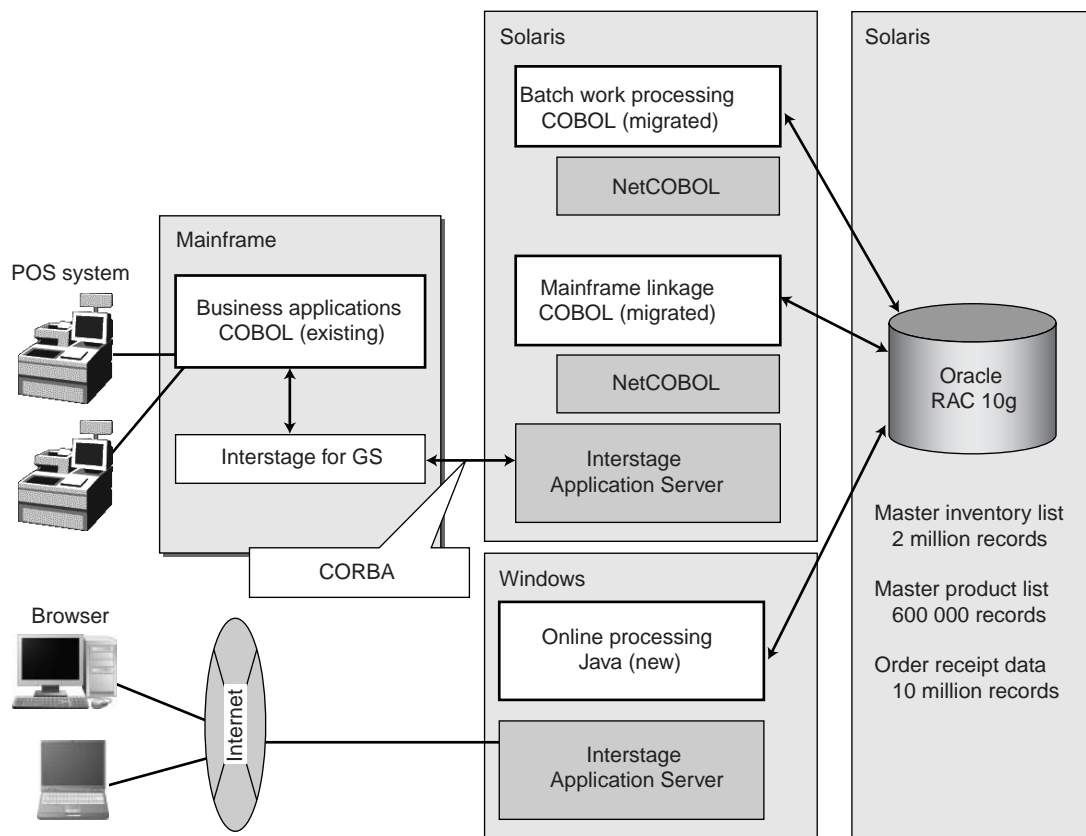 Solaris
Batch work processing
COBOL (migrated)
NetCOBOL
Mainframe linkage
COBOL (migrated)
NetCOBOL
Interstage
Application Server
Solaris
Oracle
RAC 10g
Master inventory list
2 million records
Master product list
600 000 records
Order receipt data
10 million records
Mainframe
POS system
Business applications
COBOL (existing)
Interstage for GS
CORBA
Windows
Online processing
Java (new)
Interstage
Application Server
Browser
Internet